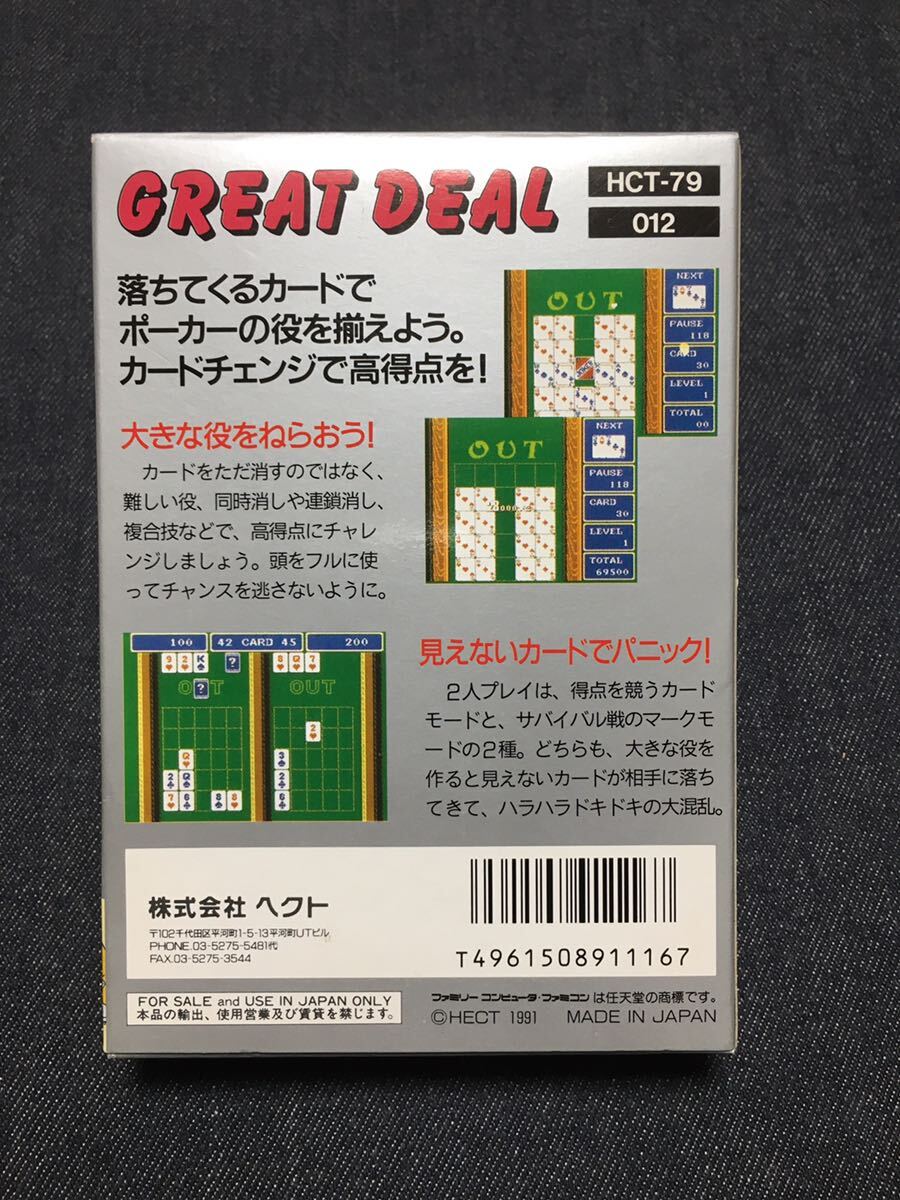 GREAT DEAL
HCT-79
012
落ちてくるカードで
ポーカーの役を揃えよう。
カードチェンジで高得点を!
OUT
NEXT
PAUSE
118
CARD
30
LEVEL
1
TOTAL
00
大きな役をねらおう!
カードをただ消すのではなく、
難しい役、同時消しや連鎖消し、
複合技などで、高得点にチャレ
ンジしましょう。頭をフルに使
ってチャンスを逃さないように。
OUT
NEXT
PAUSE
118
CARD
30
LEVEL
1
TOTAL
69500
100
42 CARD 45
200
3 2 K ?
8 Q 7
OUT
?
OUT
2
Q
3
2 Q
2
7 6 8 8
6
見えないカードでパニック!
2人プレイは、得点を競うカード
モードと、サバイバル戦のマークモ
ードの2種。どちらも、大きな役を
作ると見えないカードが相手に落ち
てきて、ハラハラドキドキの大混乱。
株式会社 ヘクト
〒102千代田区平河町1-5-13平河町UTビル
PHONE.03-5275-5481代
FAX.03-5275-3544
T4961508911167
FOR SALE and USE IN JAPAN ONLY
本品の輸出、使用営業及び賃貸を禁じます。
ファミリーコンピュータ・ファミコンは任天堂の商標です。
©HECT 1991 MADE IN JAPAN